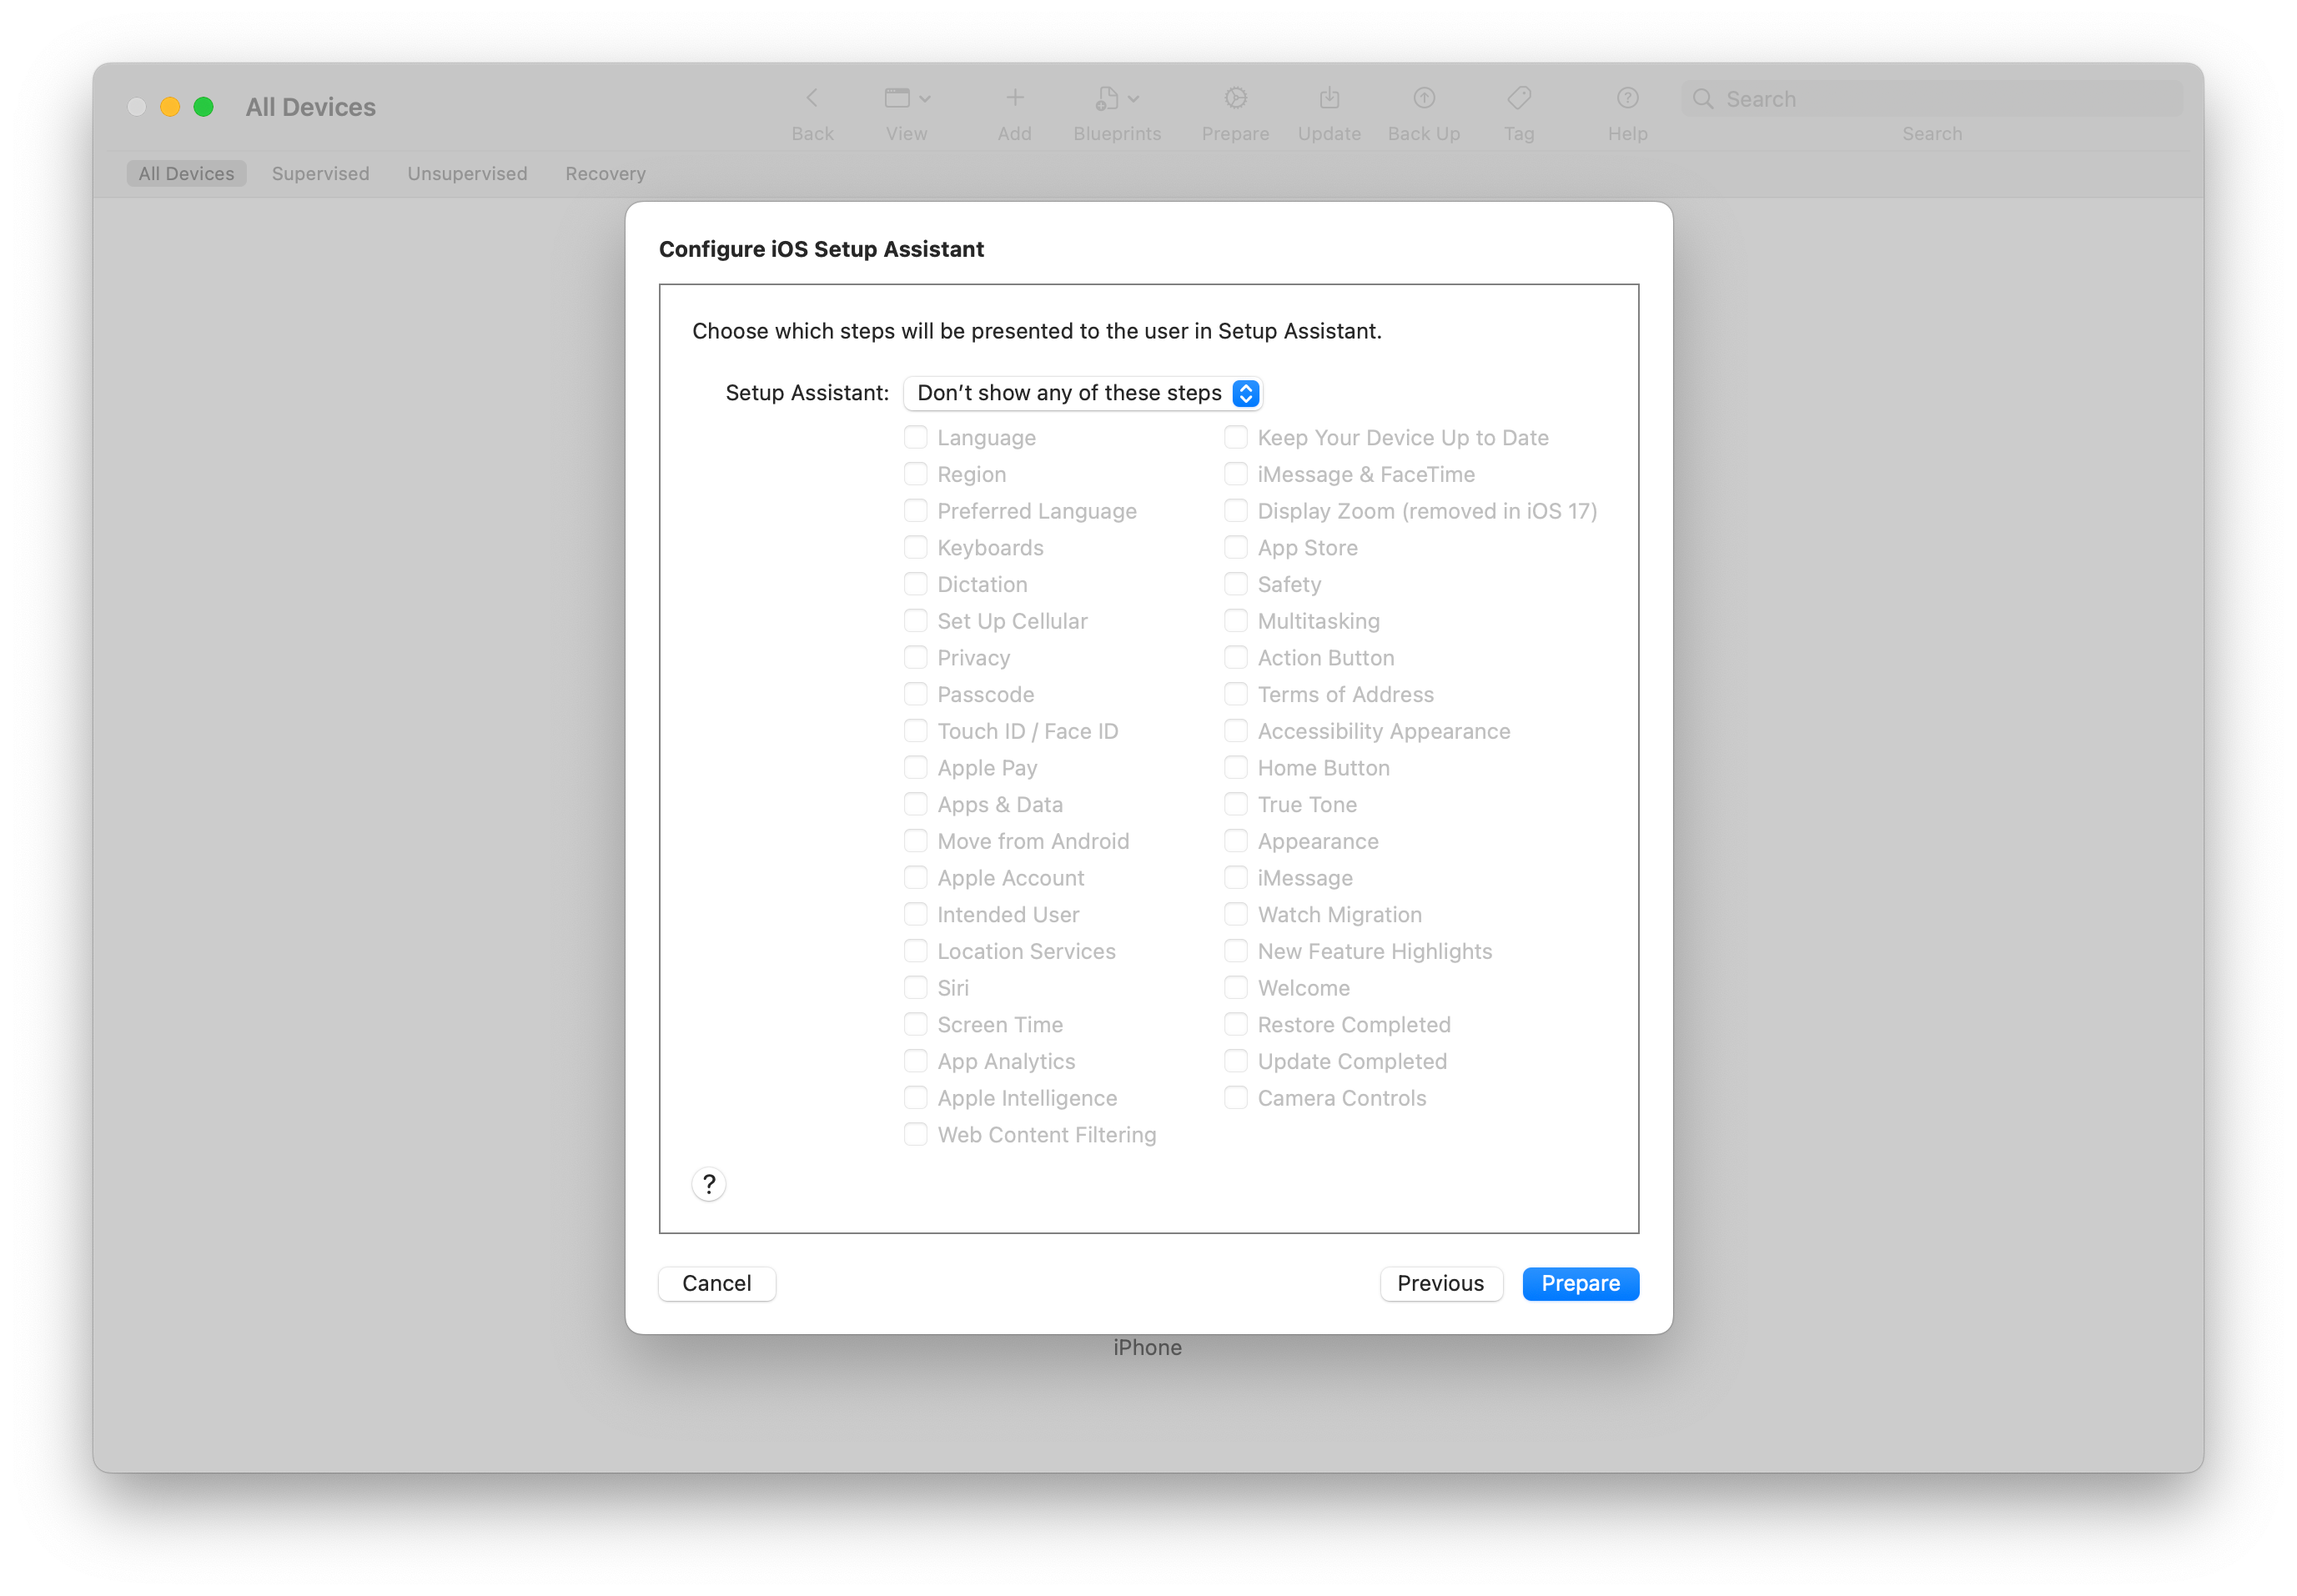 All Devices
Back View Add Blueprints Prepare Update Back Up Tag Help Search
Search
All Devices Supervised Unsupervised Recovery
Configure iOS Setup Assistant
Choose which steps will be presented to the user in Setup Assistant.
Setup Assistant: Don’t show any of these steps
Language
Region
Preferred Language
Keyboards
Dictation
Set Up Cellular
Privacy
Passcode
Touch ID / Face ID
Apple Pay
Apps & Data
Move from Android
Apple Account
Intended User
Location Services
Siri
Screen Time
App Analytics
Apple Intelligence
Web Content Filtering
Keep Your Device Up to Date
iMessage & FaceTime
Display Zoom (removed in iOS 17)
App Store
Safety
Multitasking
Action Button
Terms of Address
Accessibility Appearance
Home Button
True Tone
Appearance
iMessage
Watch Migration
New Feature Highlights
Welcome
Restore Completed
Update Completed
Camera Controls
?
Cancel Previous Prepare
iPhone